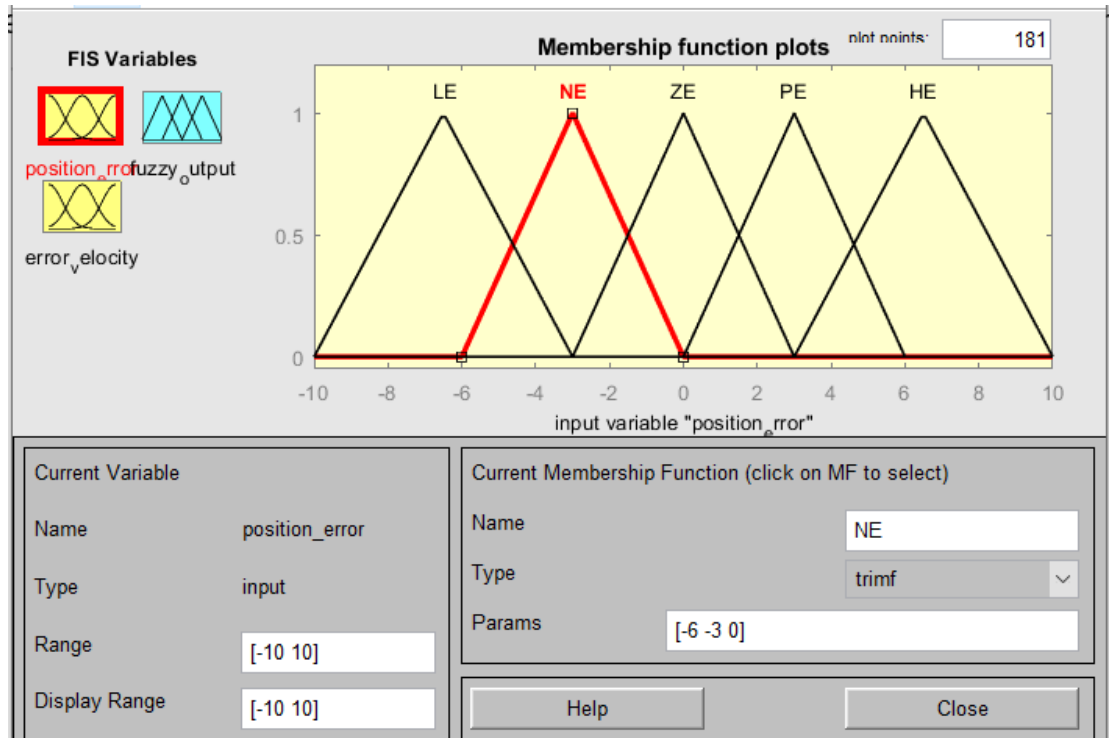 FIS Variables
position_error
fuzzy_output
error_velocity
Membership function plots
plot points:
181
LE NE ZE PE HE
1
0.5
0
-10 -8 -6 -4 -2 0 2 4 6 8 10
input variable "position_error"
Current Variable
Name position_error
Type input
Range [-10 10]
Display Range [-10 10]
Current Membership Function (click on MF to select)
Name NE
Type trimf
Params [-6 -3 0]
Help Close